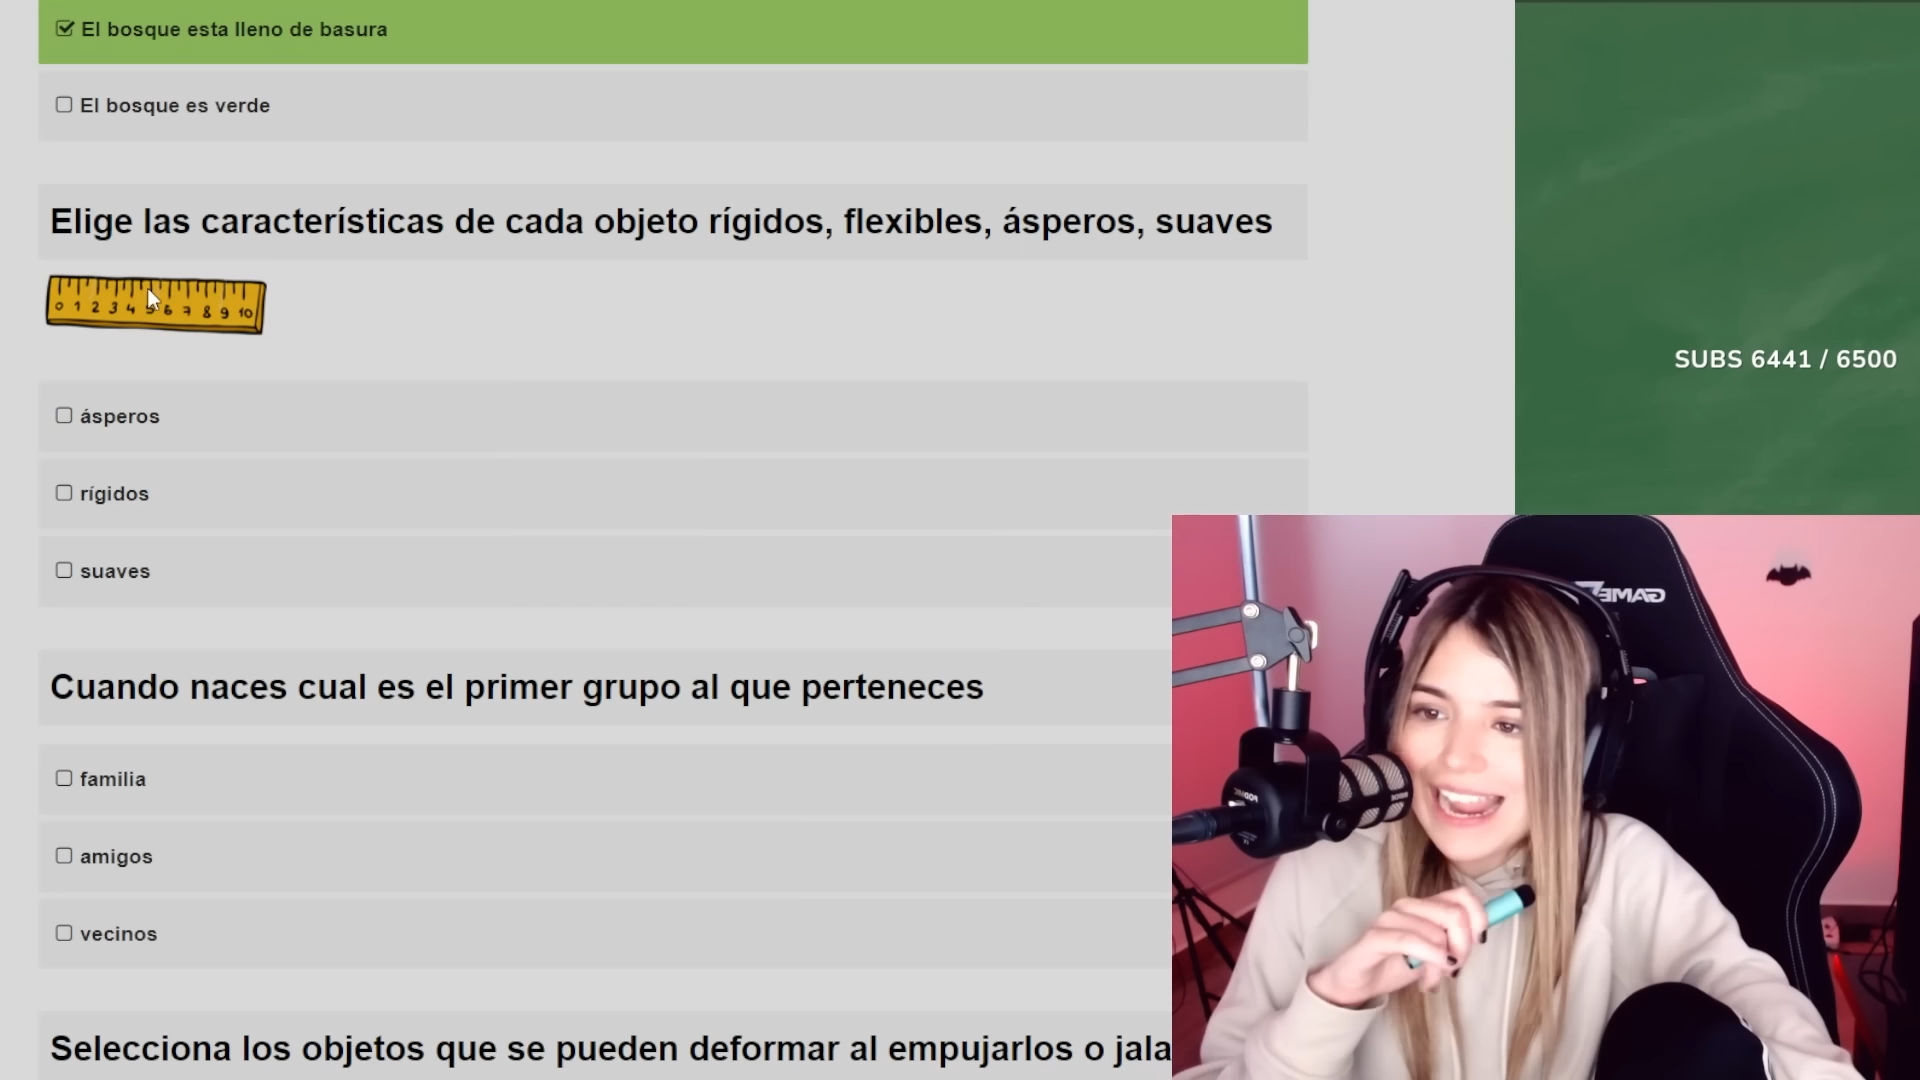 El bosque esta lleno de basura
El bosque es verde
Elige las características de cada objeto rígidos, flexibles, ásperos, suaves
0 1 2 3 4 5 6 7 8 9 10
SUBS 6441 / 6500
ásperos
rígidos
suaves
Cuando naces cual es el primer grupo al que perteneces
familia
amigos
vecinos
Selecciona los objetos que se pueden deformar al empujarlos o jala